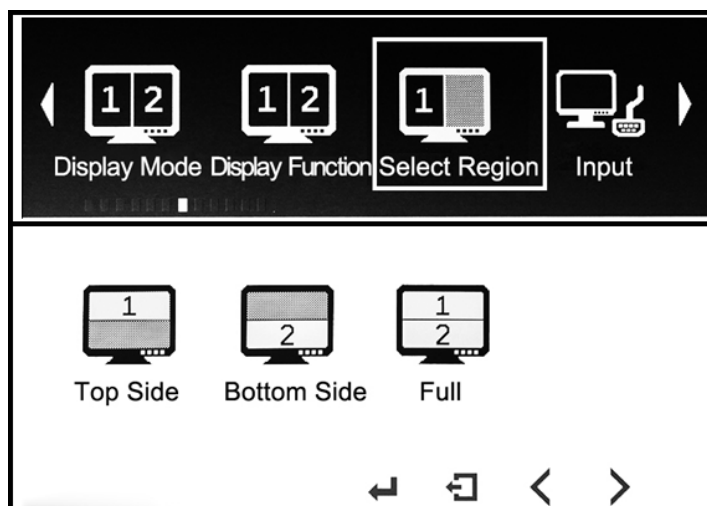 1 2 1 2 1
Display Mode Display Function Select Region Input
1 2 1
2
Top Side Bottom Side Full